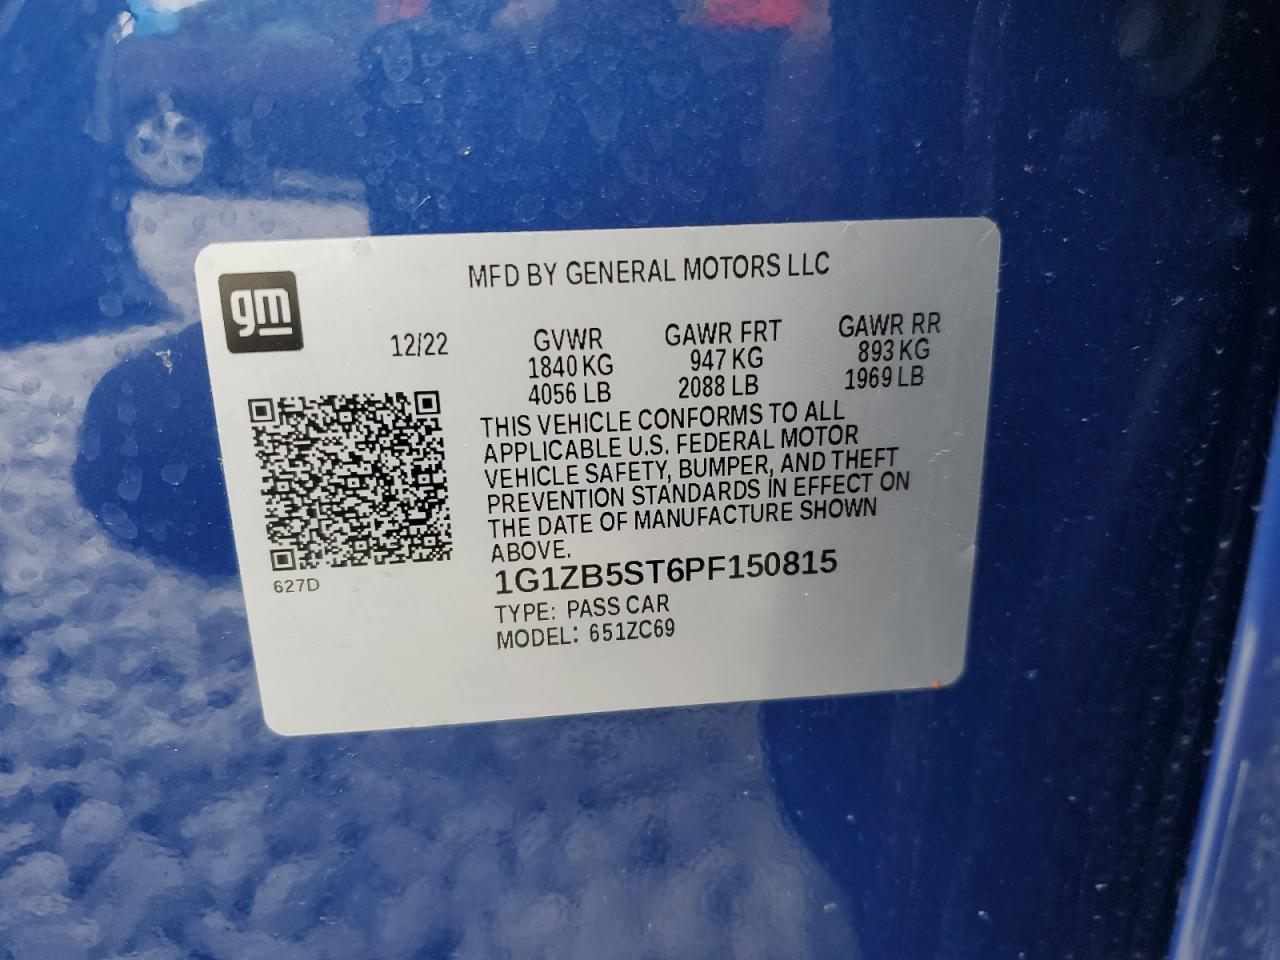 MFD BY GENERAL MOTORS LLC
gm
12/22
GVWR GAWR FRT GAWR RR
1840 KG 947 KG 893 KG
4056 LB 2088 LB 1969 LB
THIS VEHICLE CONFORMS TO ALL
APPLICABLE U.S. FEDERAL MOTOR
VEHICLE SAFETY, BUMPER, AND THEFT
PREVENTION STANDARDS IN EFFECT ON
THE DATE OF MANUFACTURE SHOWN
ABOVE.
627D
1G1ZB5ST6PF150815
TYPE: PASS CAR
MODEL: 651ZC69